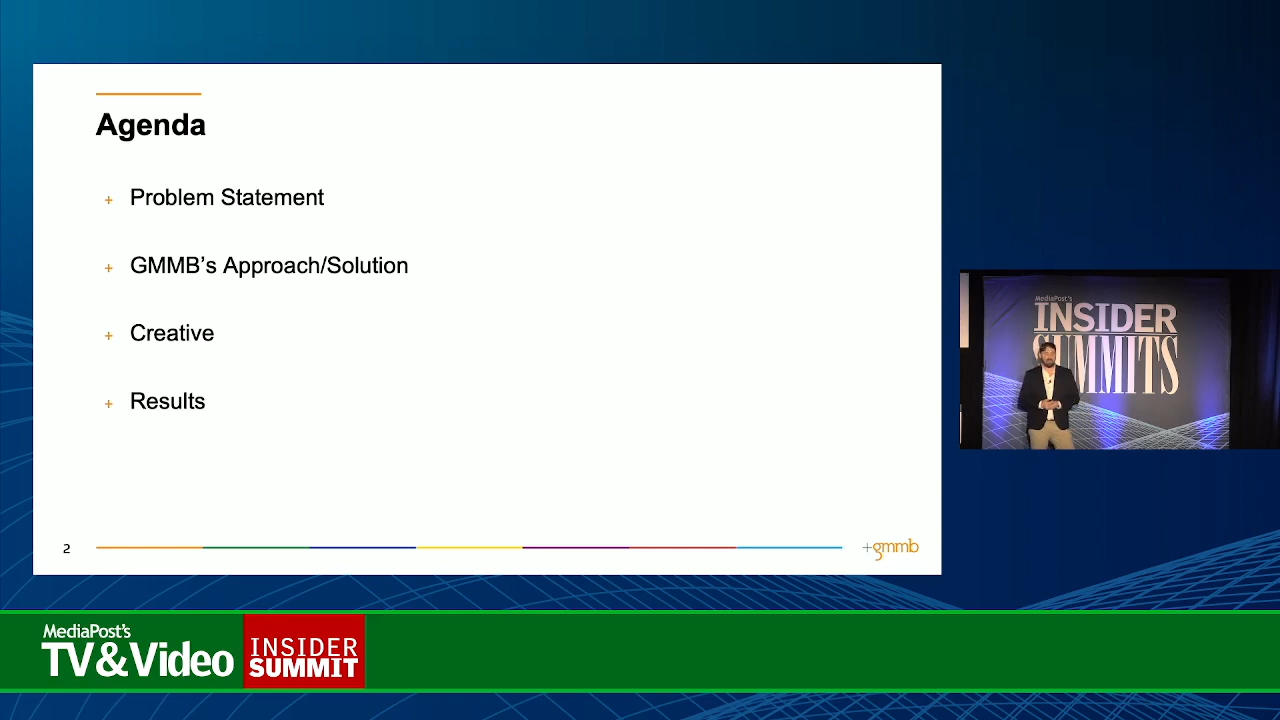 Agenda
+ Problem Statement
+ GMMB’s Approach/Solution
+ Creative
+ Results
2
+gmmb
MediaPost's
INSIDER
SUMMITS
MediaPost's
TV&Video
INSIDER
SUMMIT